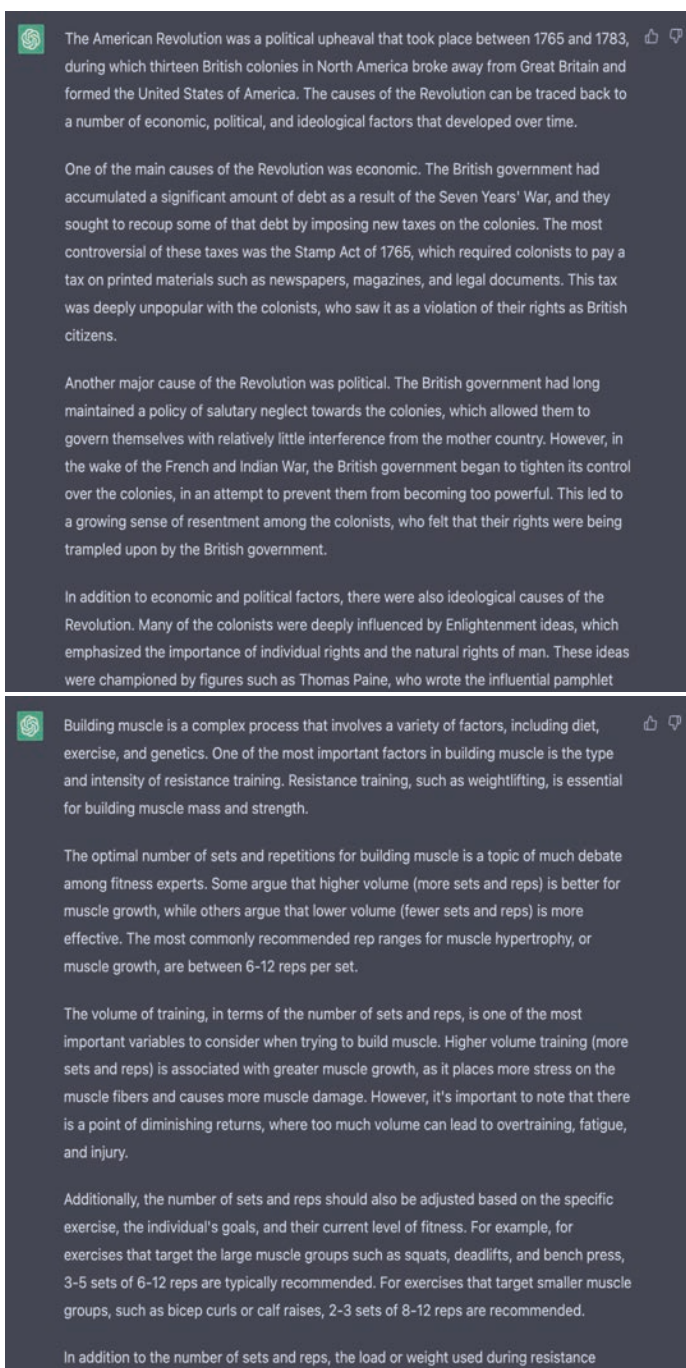 The American Revolution was a political upheaval that took place between 1765 and 1783,
during which thirteen British colonies in North America broke away from Great Britain and
formed the United States of America. The causes of the Revolution can be traced back to
a number of economic, political, and ideological factors that developed over time.
One of the main causes of the Revolution was economic. The British government had
accumulated a significant amount of debt as a result of the Seven Years' War, and they
sought to recoup some of that debt by imposing new taxes on the colonies. The most
controversial of these taxes was the Stamp Act of 1765, which required colonists to pay a
tax on printed materials such as newspapers, magazines, and legal documents. This tax
was deeply unpopular with the colonists, who saw it as a violation of their rights as British
citizens.
Another major cause of the Revolution was political. The British government had long
maintained a policy of salutary neglect towards the colonies, which allowed them to
govern themselves with relatively little interference from the mother country. However, in
the wake of the French and Indian War, the British government began to tighten its control
over the colonies, in an attempt to prevent them from becoming too powerful. This led to
a growing sense of resentment among the colonists, who felt that their rights were being
trampled upon by the British government.
In addition to economic and political factors, there were also ideological causes of the
Revolution. Many of the colonists were deeply influenced by Enlightenment ideas, which
emphasized the importance of individual rights and the natural rights of man. These ideas
were championed by figures such as Thomas Paine, who wrote the influential pamphlet
Building muscle is a complex process that involves a variety of factors, including diet,
exercise, and genetics. One of the most important factors in building muscle is the type
and intensity of resistance training. Resistance training, such as weightlifting, is essential
for building muscle mass and strength.
The optimal number of sets and repetitions for building muscle is a topic of much debate
among fitness experts. Some argue that higher volume (more sets and reps) is better for
muscle growth, while others argue that lower volume (fewer sets and reps) is more
effective. The most commonly recommended rep ranges for muscle hypertrophy, or
muscle growth, are between 6-12 reps per set.
The volume of training, in terms of the number of sets and reps, is one of the most
important variables to consider when trying to build muscle. Higher volume training (more
sets and reps) is associated with greater muscle growth, as it places more stress on the
muscle fibers and causes more muscle damage. However, it's important to note that there
is a point of diminishing returns, where too much volume can lead to overtraining, fatigue,
and injury.
Additionally, the number of sets and reps should also be adjusted based on the specific
exercise, the individual's goals, and their current level of fitness. For example, for
exercises that target the large muscle groups such as squats, deadlifts, and bench press,
3-5 sets of 6-12 reps are typically recommended. For exercises that target smaller muscle
groups, such as bicep curls or calf raises, 2-3 sets of 8-12 reps are recommended.
In addition to the number of sets and reps, the load or weight used during resistance